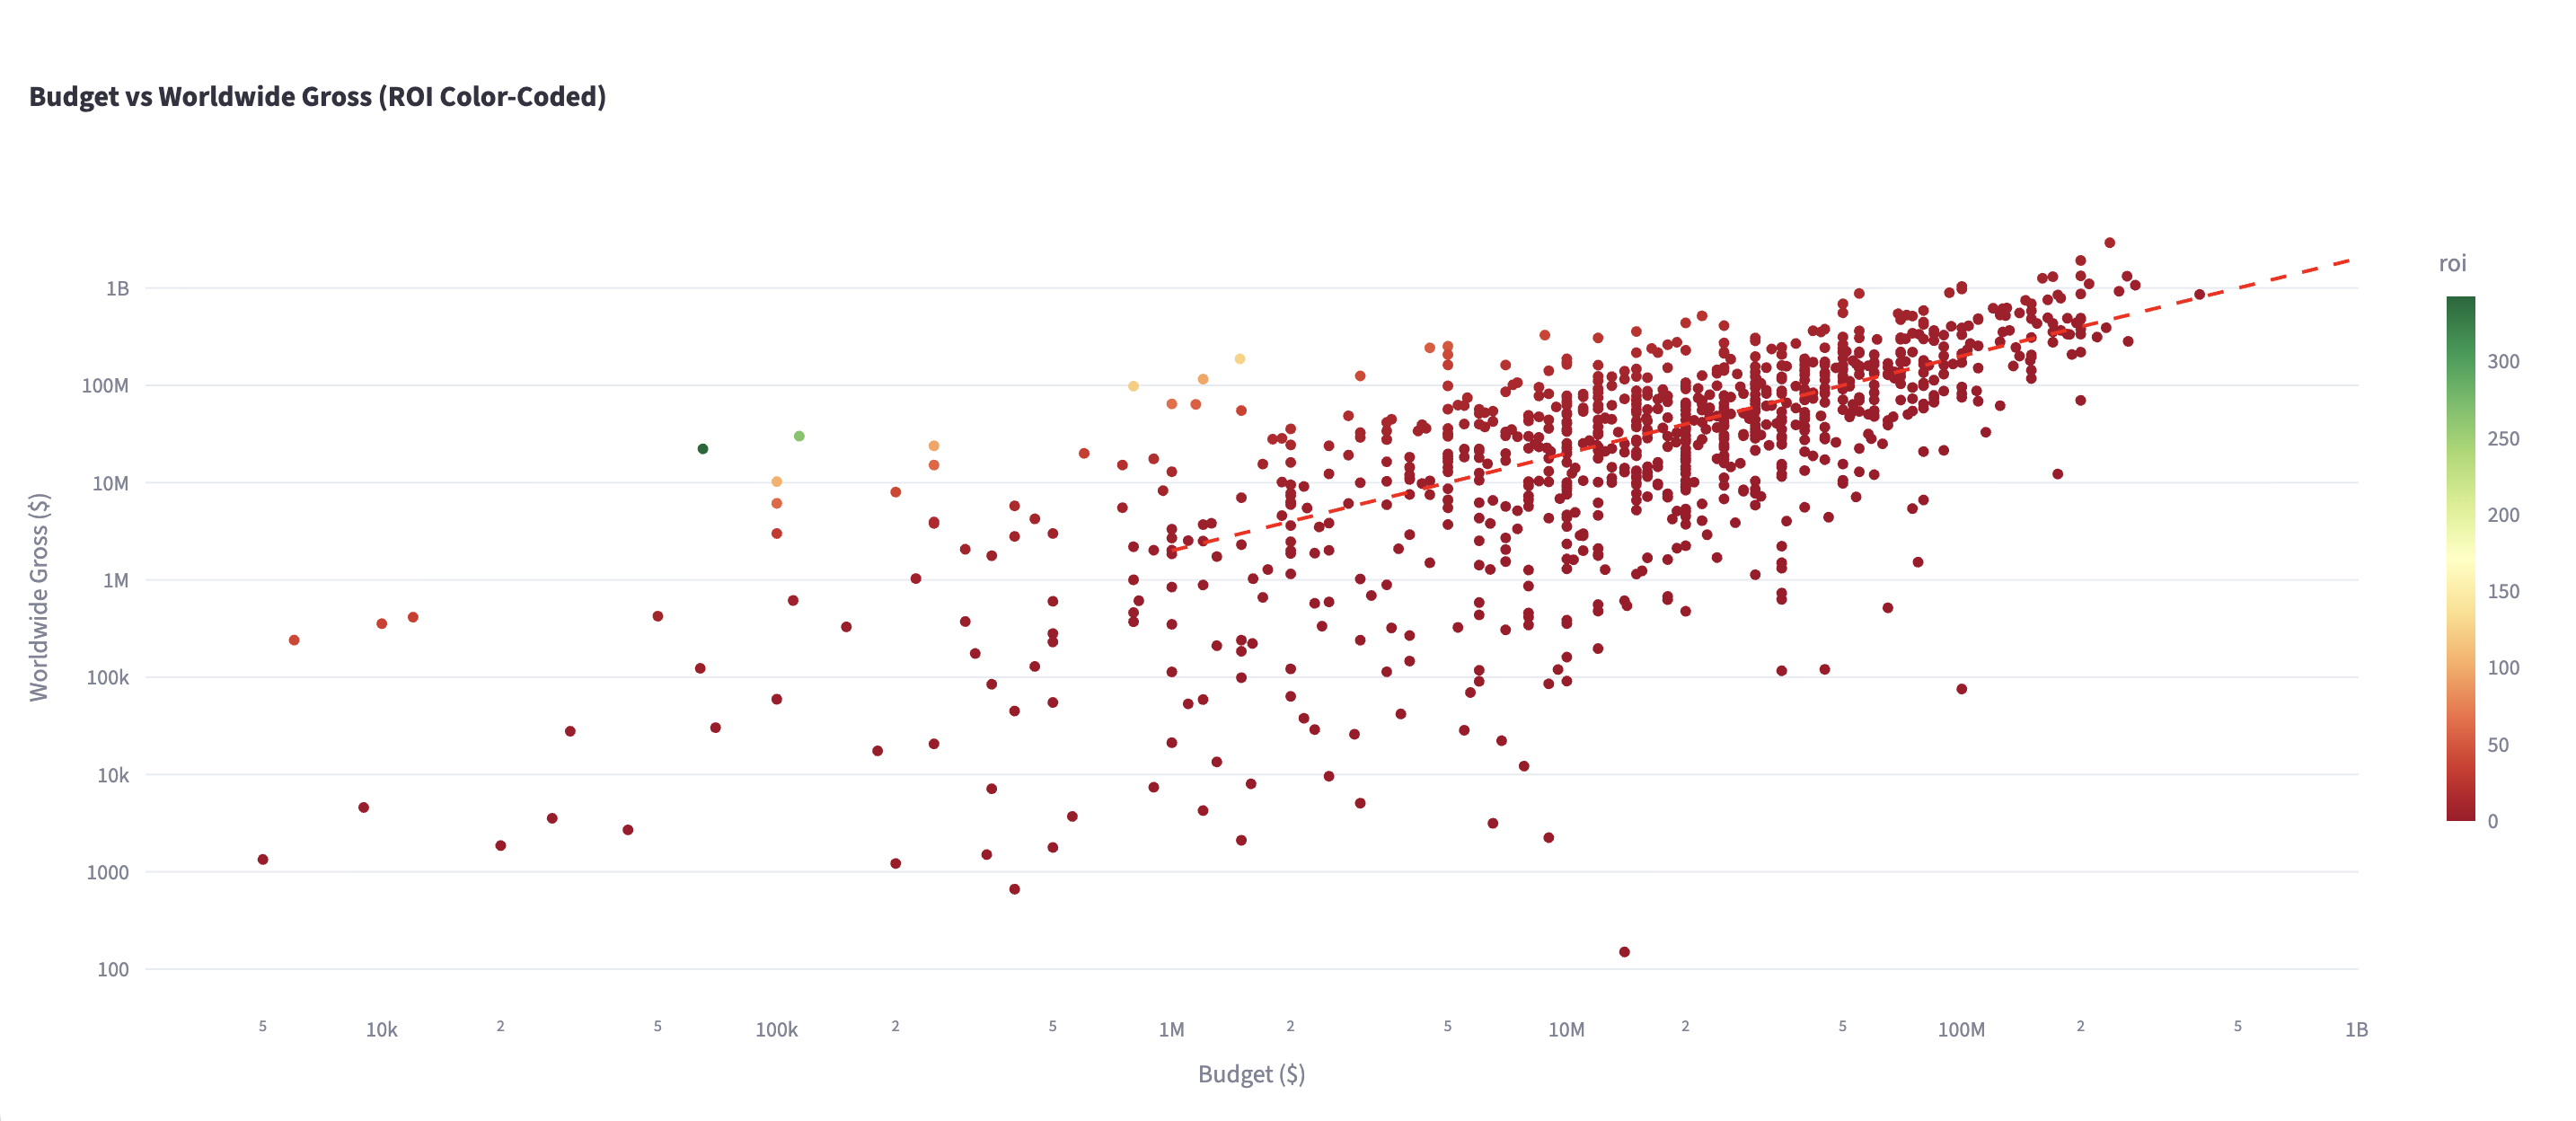 Budget vs Worldwide Gross (ROI Color-Coded)
roi
300
250
200
150
100
50
0
Worldwide Gross ($)
1B
100M
10M
1M
100k
10k
1000
100
5 10k 2 5 100k 2 5 1M 2 5 10M 2 5 100M 2 5 1B
Budget ($)